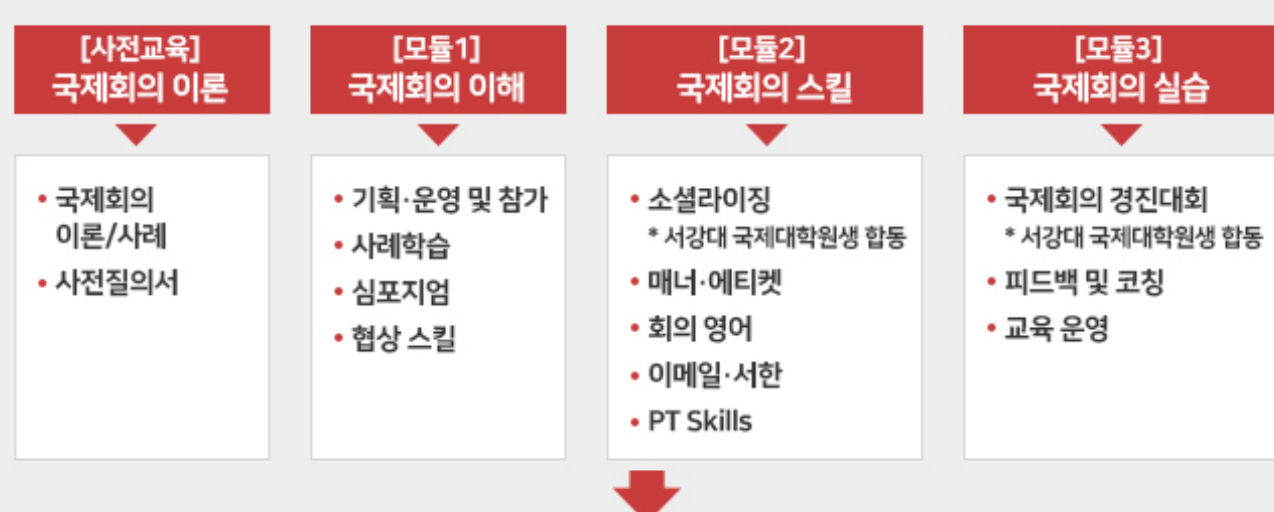 [사전교육]
국제회의 이론
• 국제회의
이론/사례
• 사전질의서
[모듈1]
국제회의 이해
• 기획·운영 및 참가
• 사례학습
• 심포지엄
• 협상 스킬
[모듈2]
국제회의 스킬
• 소셜라이징
* 서강대 국제대학원생 합동
• 매너·에티켓
• 회의 영어
• 이메일·서한
• PT Skills
[모듈3]
국제회의 실습
• 국제회의 경진대회
* 서강대 국제대학원생 합동
• 피드백 및 코칭
• 교육 운영